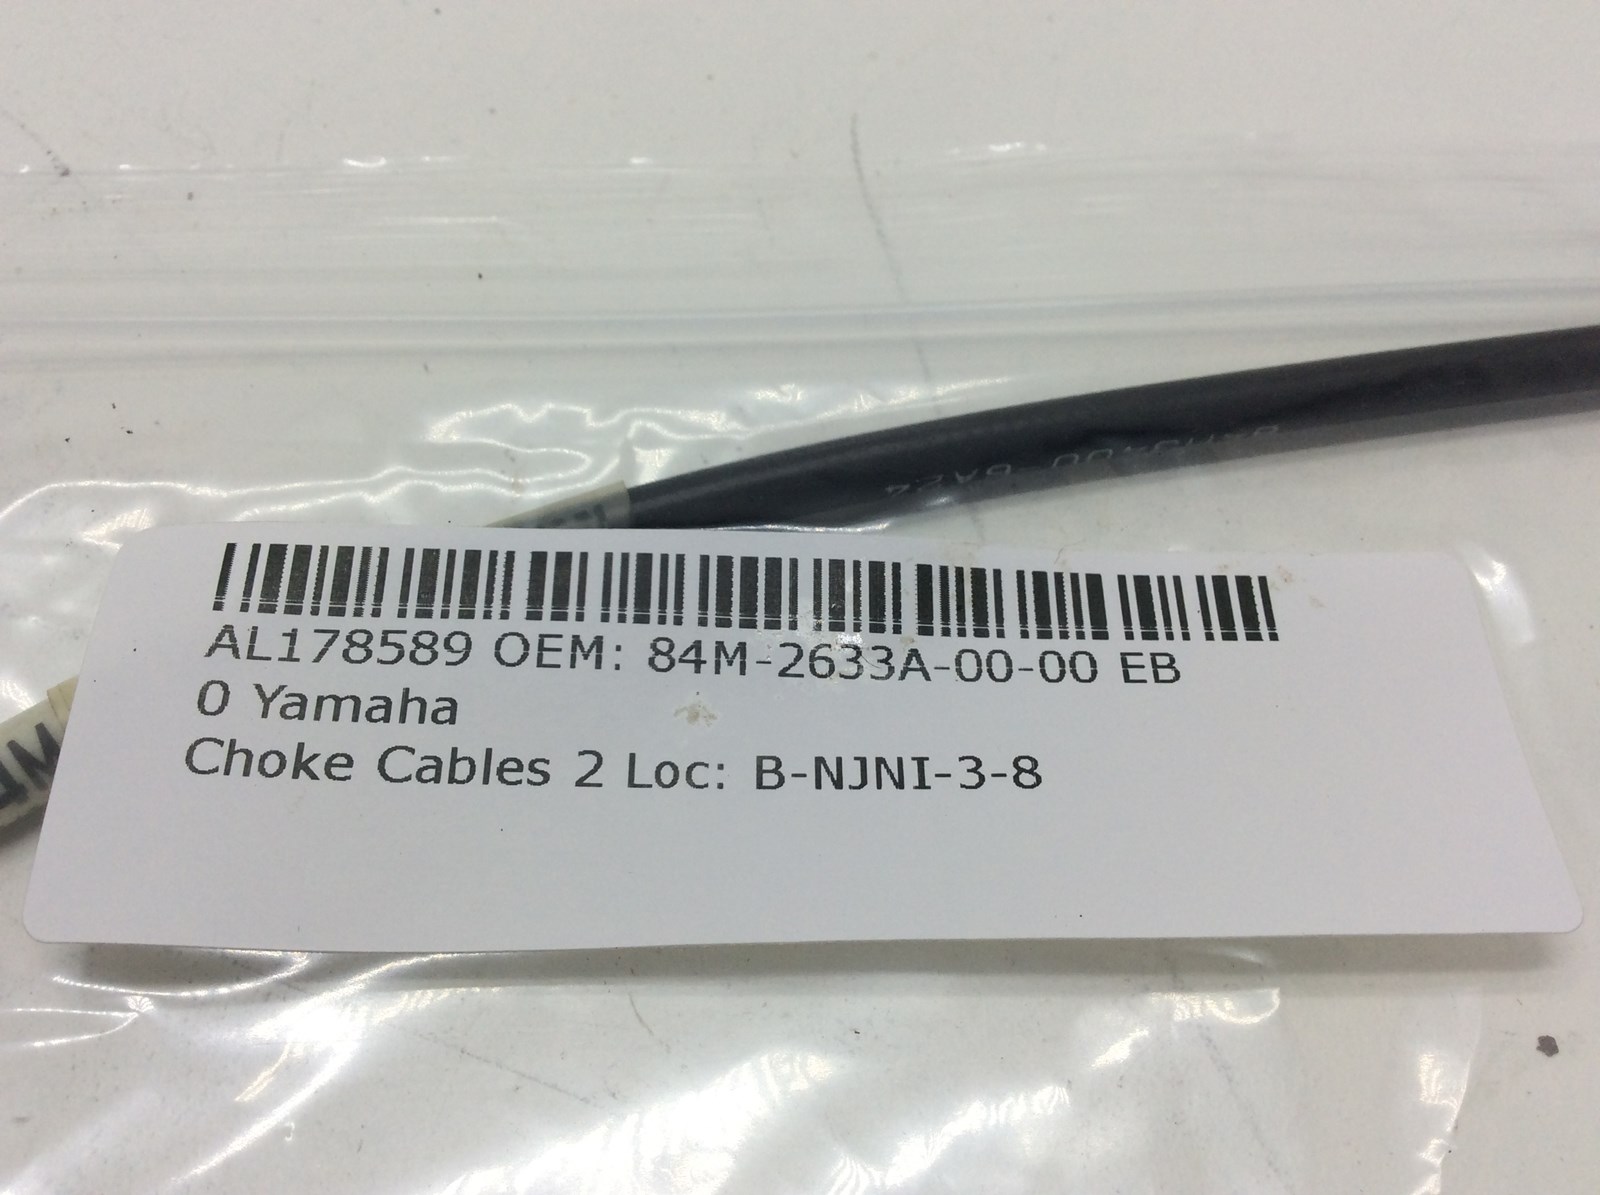 AL178589 OEM: 84M-2633A-00-00 EB
0 Yamaha
Choke Cables 2 Loc: B-NJNI-3-8